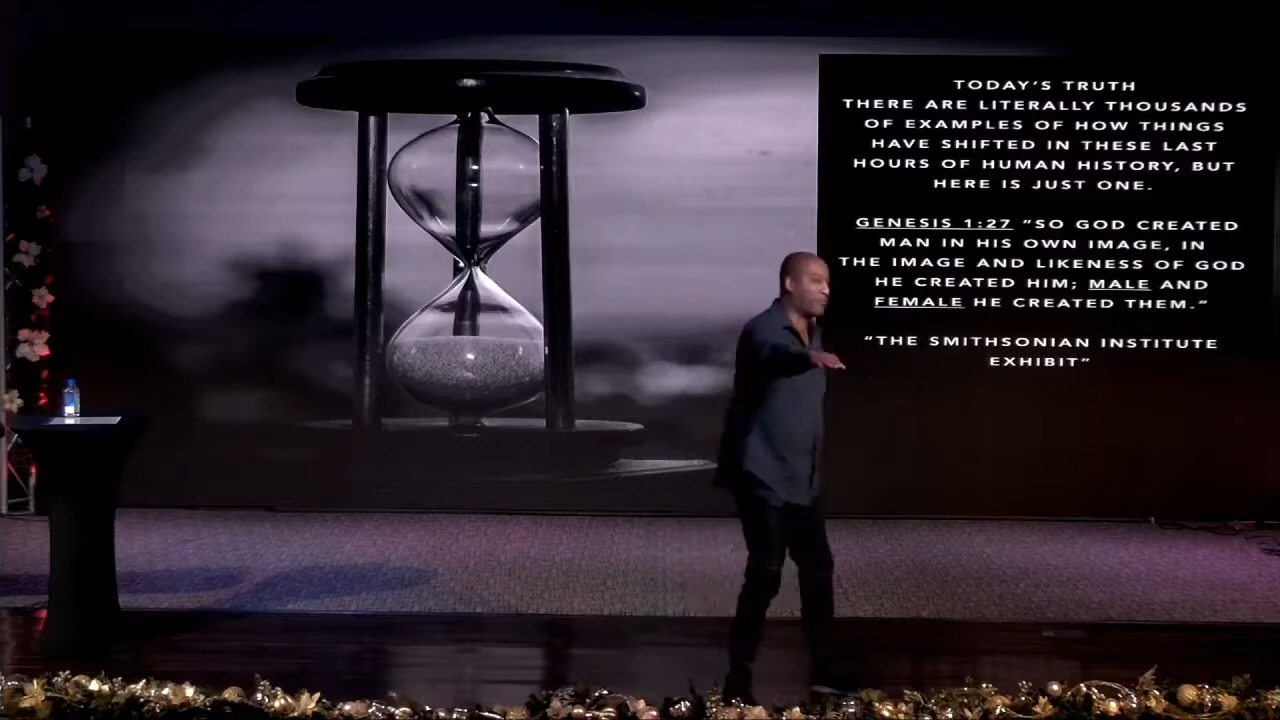 TODAY'S TRUTH
THERE ARE LITERALLY THOUSANDS
OF EXAMPLES OF HOW THINGS
HAVE SHIFTED IN THESE LAST
HOURS OF HUMAN HISTORY, BUT
HERE IS JUST ONE.
GENESIS 1:27 "SO GOD CREATED
MAN IN HIS OWN IMAGE, IN
THE IMAGE AND LIKENESS OF GOD
HE CREATED HIM; MALE AND
FEMALE HE CREATED THEM."
"THE SMITHSONIAN INSTITUTE
EXHIBIT"